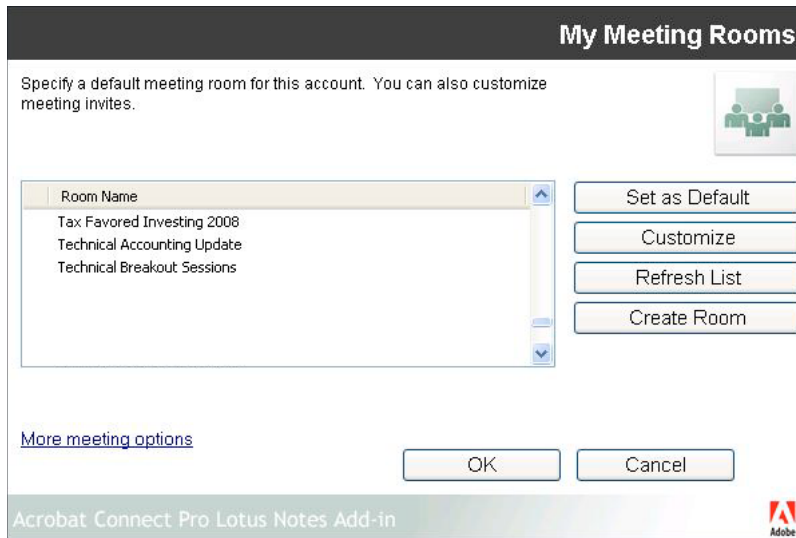 My Meeting Rooms
Specify a default meeting room for this account. You can also customize
meeting invites.
Room Name
Tax Favored Investing 2008
Technical Accounting Update
Technical Breakout Sessions
Set as Default
Customize
Refresh List
Create Room
More meeting options
OK
Cancel
Acrobat Connect Pro Lotus Notes Add-in
Adobe